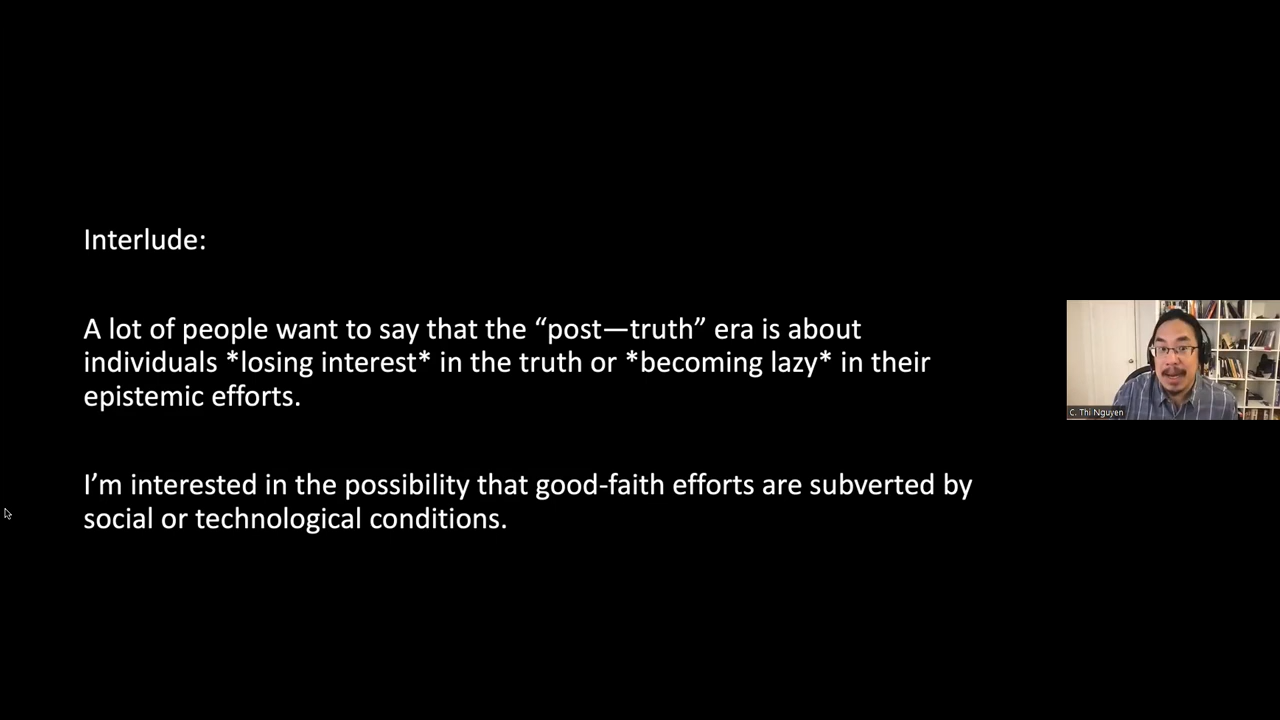 Interlude:
A lot of people want to say that the “post—truth” era is about
individuals *losing interest* in the truth or *becoming lazy* in their
epistemic efforts.
I’m interested in the possibility that good-faith efforts are subverted by
social or technological conditions.
C. Thi Nguyen